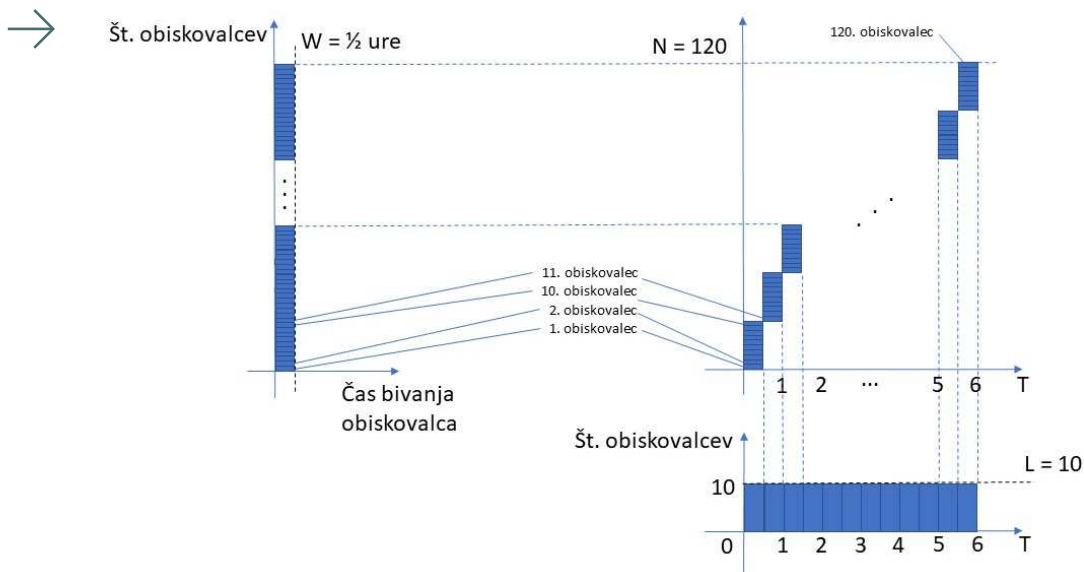 Št. obiskovalcev
W = ½ ure
11. obiskovalec
10. obiskovalec
2. obiskovalec
1. obiskovalec
Čas bivanja
obiskovalca
N = 120
120. obiskovalec
1 2 ... 5 6 T
Št. obiskovalcev
L = 10
10
0 1 2 3 4 5 6 T